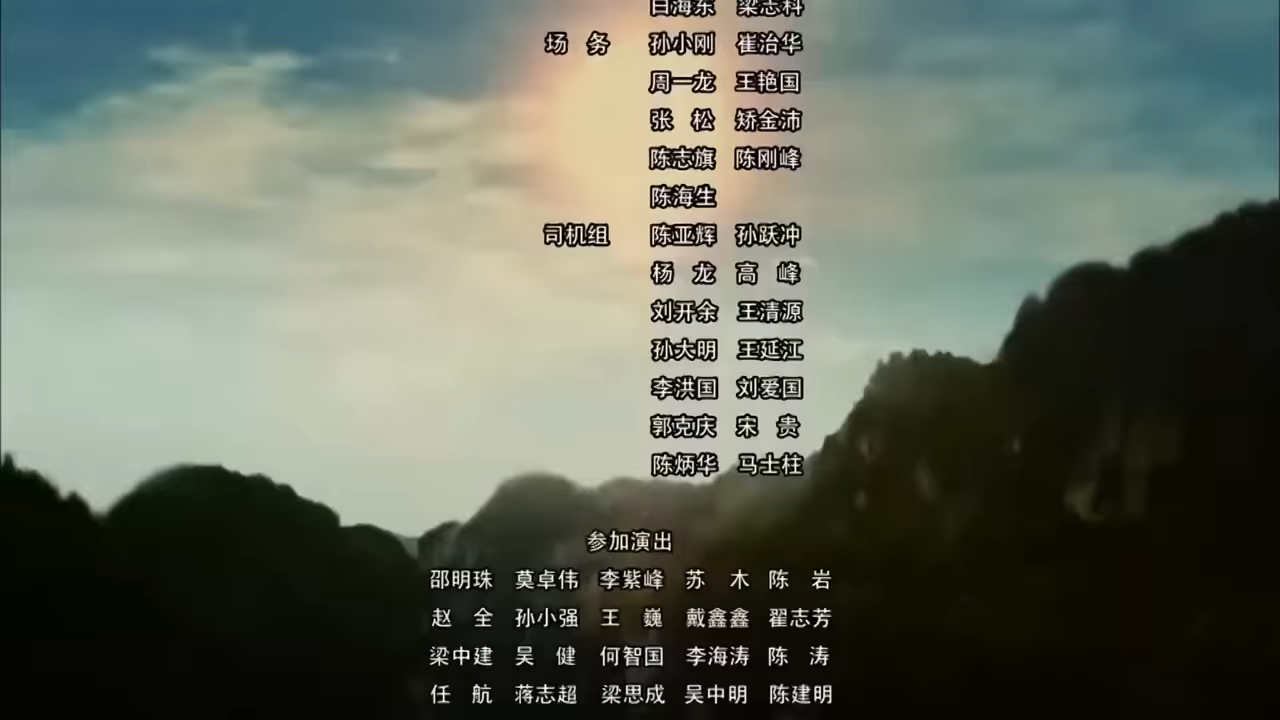 白海东 梁志科
场 务 孙小刚 崔治华
周一龙 王艳国
张 松 矫金沛
陈志旗 陈刚峰
陈海生
司机组 陈亚辉 孙跃冲
杨 龙 高 峰
刘开余 王清源
孙大明 王延江
李洪国 刘爱国
郭克庆 宋 贵
陈炳华 马士柱
参加演出
邵明珠 莫卓伟 李紫峰 苏 木 陈 岩
赵 全 孙小强 王 巍 戴鑫鑫 翟志芳
梁中建 吴 健 何智国 李海涛 陈 涛
任 航 蒋志超 梁思成 吴中明 陈建明